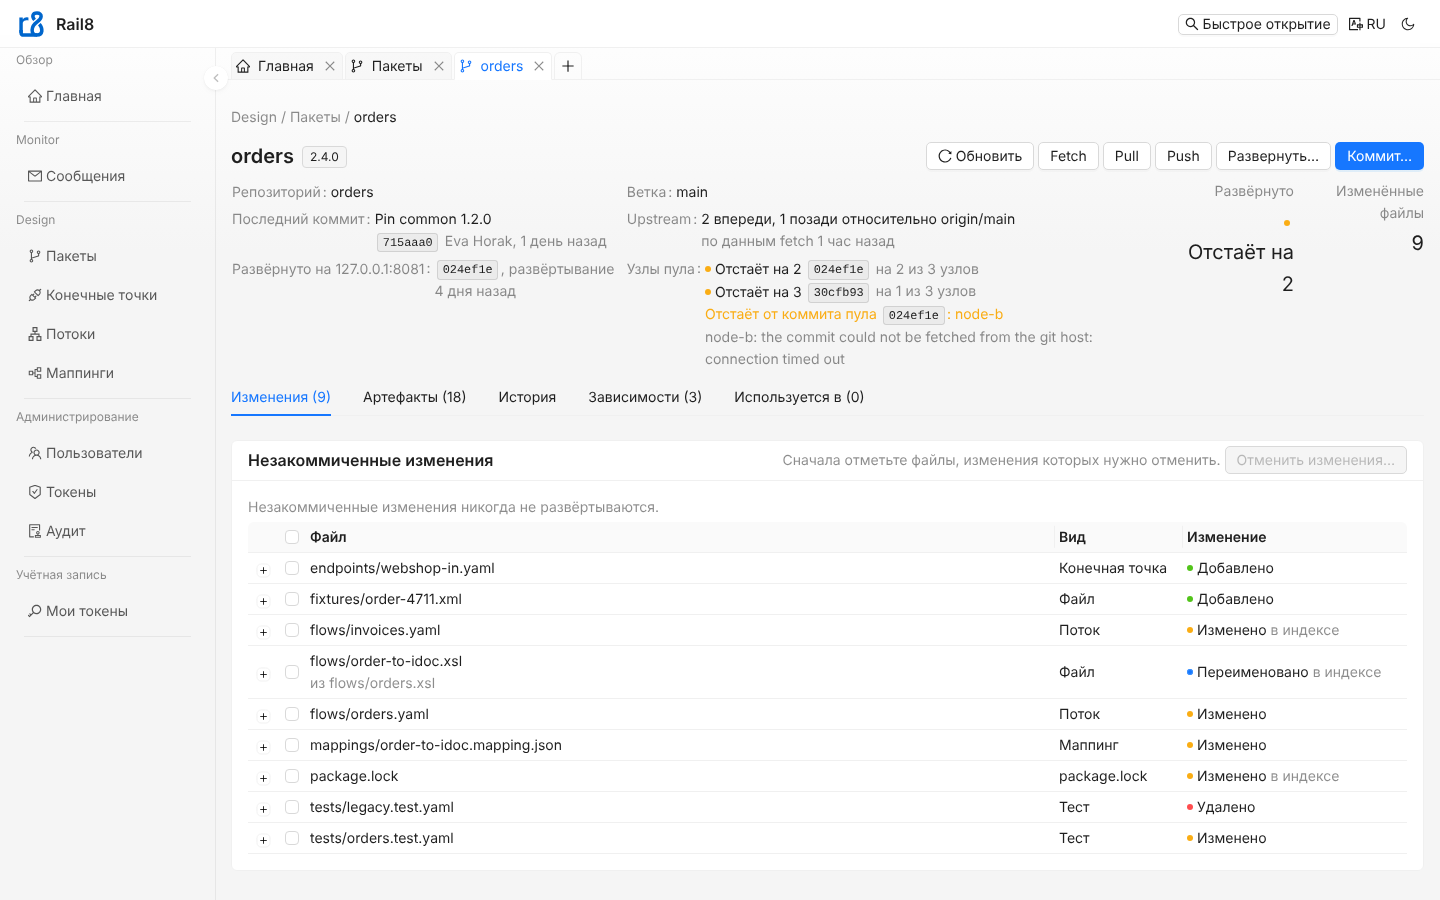 Rail8
Быстрое открытие
RU
Обзор
Главная
Monitor
Сообщения
Design
Пакеты
Конечные точки
Потоки
Маппинги
Администрирование
Пользователи
Токены
Аудит
Учётная запись
Мои токены
Главная
Пакеты
orders
Design / Пакеты / orders
orders 2.4.0
Обновить
Fetch
Pull
Push
Развернуть...
Коммит...
Репозиторий: orders
Ветка: main
Последний коммит: Pin common 1.2.0
715aaa0 Eva Horak, 1 день назад
Upstream: 2 впереди, 1 позади относительно origin/main
по данным fetch 1 час назад
Развёрнуто на 127.0.0.1:8081: 024ef1e, развёртывание
4 дня назад
Узлы пула: Отстаёт на 2 024ef1e на 2 из 3 узлов
Отстаёт на 3 30cfb93 на 1 из 3 узлов
Отстаёт от коммита пула 024ef1e: node-b
node-b: the commit could not be fetched from the git host:
connection timed out
Развёрнуто
Отстаёт на
2
Изменённые
файлы
9
Изменения (9)
Артефакты (18)
История
Зависимости (3)
Используется в (0)
Незакоммиченные изменения
Сначала отметьте файлы, изменения которых нужно отменить.
Отменить изменения...
Незакоммиченные изменения никогда не развёртываются.
Файл Вид Изменение
endpoints/webshop-in.yaml Конечная точка Добавлено
fixtures/order-4711.xml Файл Добавлено
flows/invoices.yaml Поток Изменено в индексе
flows/order-to-idoc.xsl
из flows/orders.xsl
Файл Переименовано в индексе
flows/orders.yaml Поток Изменено
mappings/order-to-idoc.mapping.json Маппинг Изменено
package.lock package.lock Изменено в индексе
tests/legacy.test.yaml Тест Удалено
tests/orders.test.yaml Тест Изменено